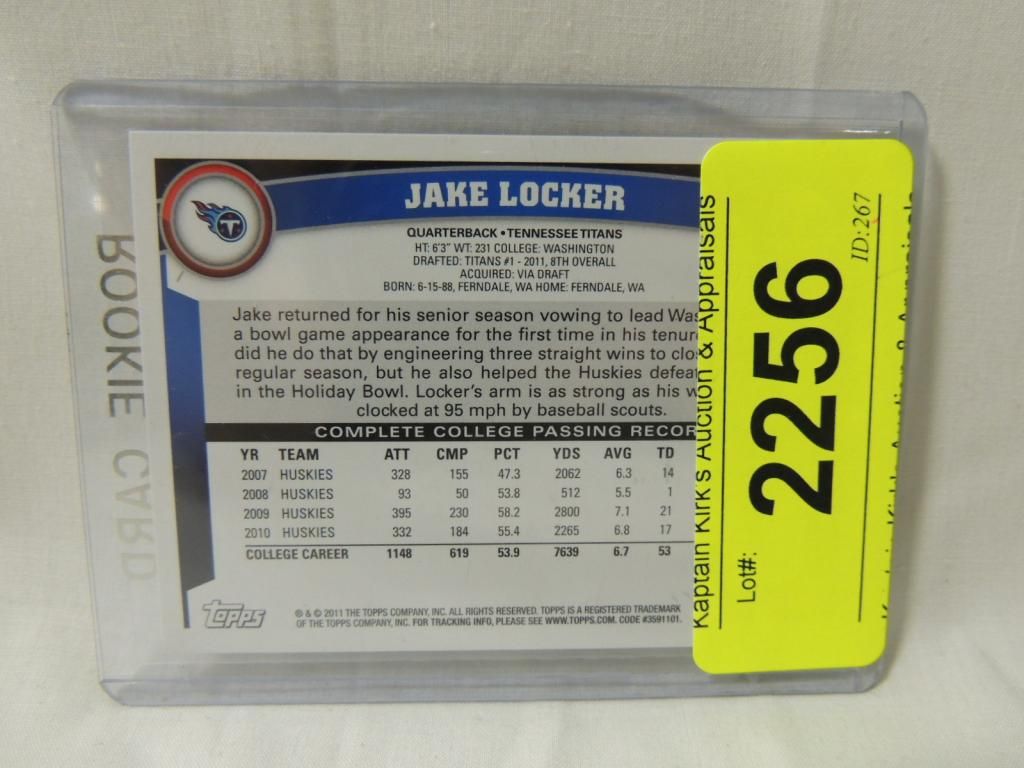 ROOKIE CARD
JAKE LOCKER
QUARTERBACK • TENNESSEE TITANS
HT: 6'3" WT: 231 COLLEGE: WASHINGTON
DRAFTED: TITANS #1 - 2011, 8TH OVERALL
ACQUIRED: VIA DRAFT
BORN: 6-15-88, FERNDALE, WA HOME: FERNDALE, WA
Jake returned for his senior season vowing to lead Was
a bowl game appearance for the first time in his tenur
did he do that by engineering three straight wins to clo
regular season, but he also helped the Huskies defea
in the Holiday Bowl. Locker's arm is as strong as his w
clocked at 95 mph by baseball scouts.
COMPLETE COLLEGE PASSING RECOR
YR TEAM ATT CMP PCT YDS AVG TD
2007 HUSKIES 328 155 47.3 2062 6.3 14
2008 HUSKIES 93 50 53.8 512 5.5 1
2009 HUSKIES 395 230 58.2 2800 7.1 21
2010 HUSKIES 332 184 55.4 2265 6.8 17
COLLEGE CAREER 1148 619 53.9 7639 6.7 53
Topps
® & © 2011 THE TOPPS COMPANY, INC. ALL RIGHTS RESERVED. TOPPS IS A REGISTERED TRADEMARK
OF THE TOPPS COMPANY, INC. FOR TRACKING INFO, PLEASE SEE WWW.TOPPS.COM. CODE #3591101.
Kaptain Kirk's Auction & Appraisals
Lot#:
2256
ID:267